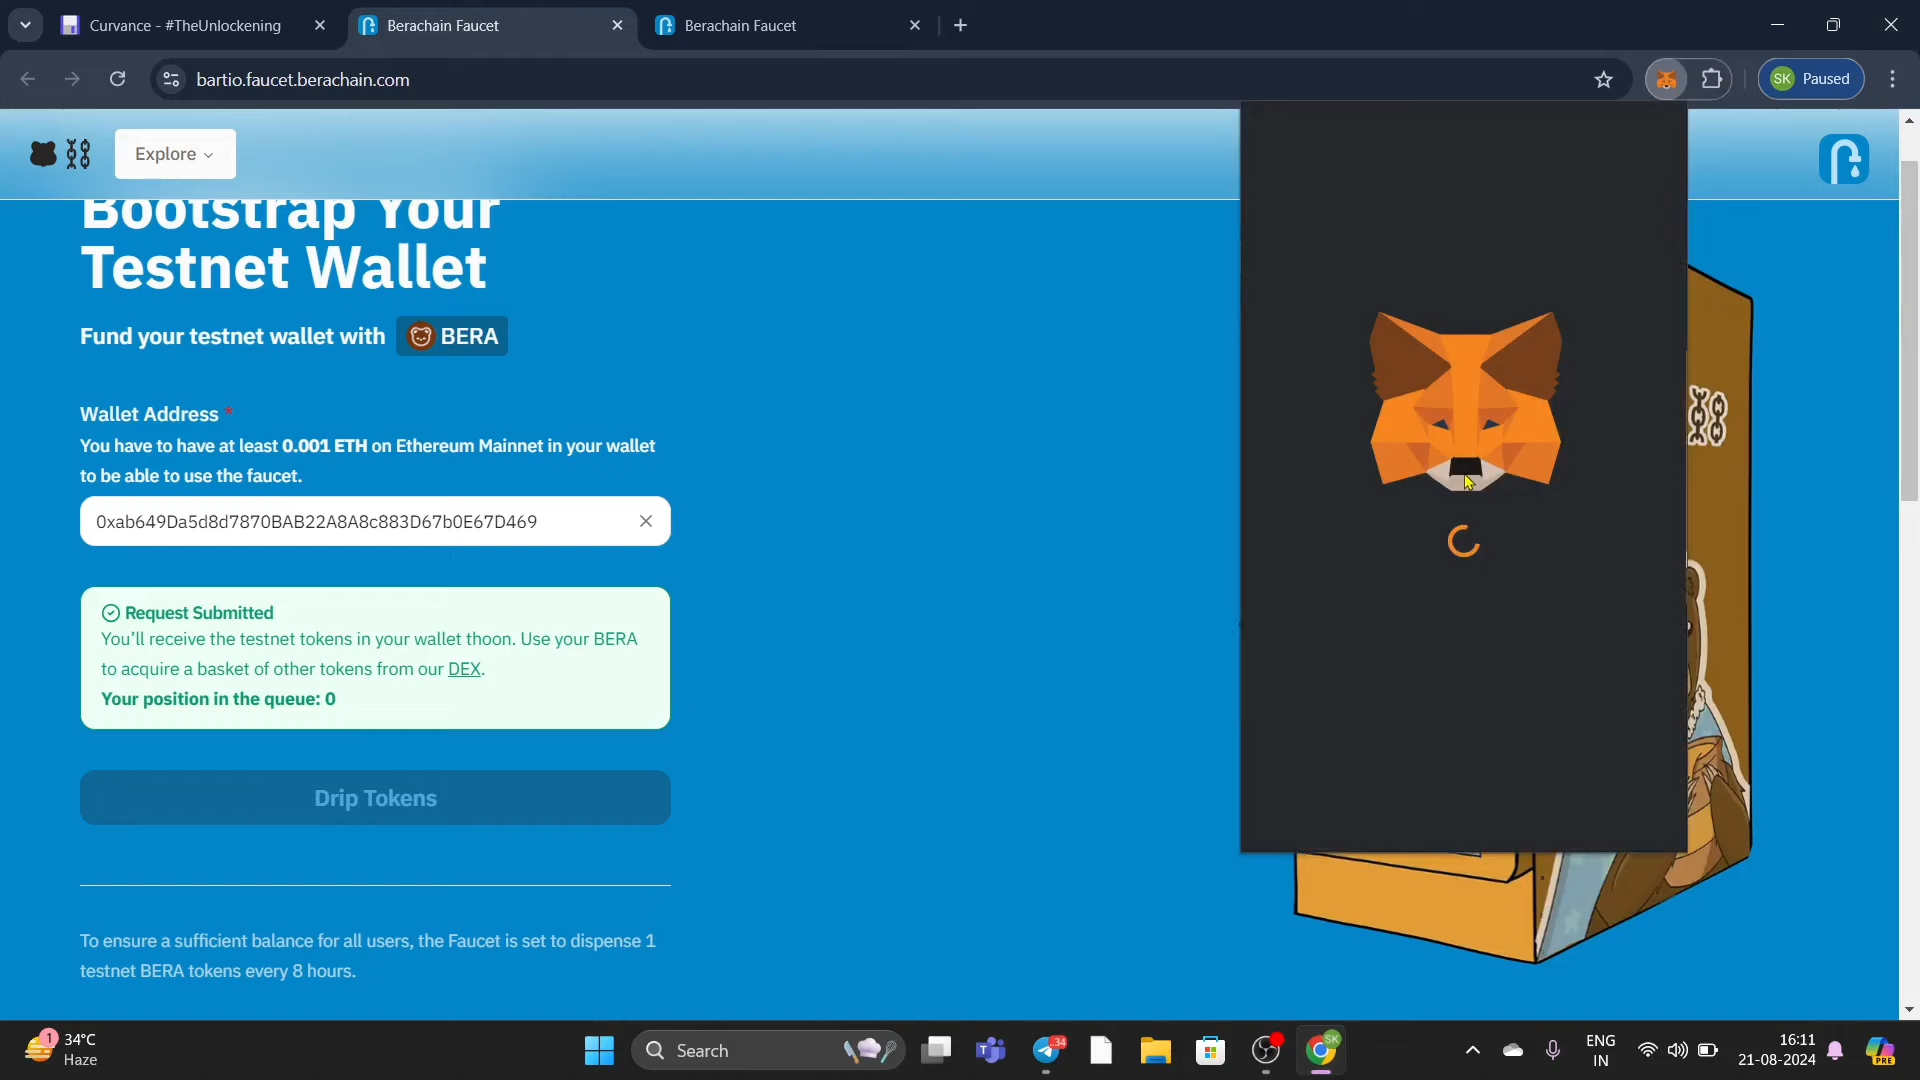 Curvance - #TheUnlockening
Berachain Faucet
Berachain Faucet
bartio.faucet.berachain.com
SK Paused
Explore
Bootstrap Your
Testnet Wallet
Fund your testnet wallet with BERA
Wallet Address *
You have to have at least 0.001 ETH on Ethereum Mainnet in your wallet
to be able to use the faucet.
0xab649Da5d8d7870BAB22A8A8c883D67b0E67D469
Request Submitted
You’ll receive the testnet tokens in your wallet thoon. Use your BERA
to acquire a basket of other tokens from our DEX.
Your position in the queue: 0
Drip Tokens
To ensure a sufficient balance for all users, the Faucet is set to dispense 1
testnet BERA tokens every 8 hours.
1
34°C
Haze
Search
34
SK
ENG
IN
16:11
21-08-2024
PRE